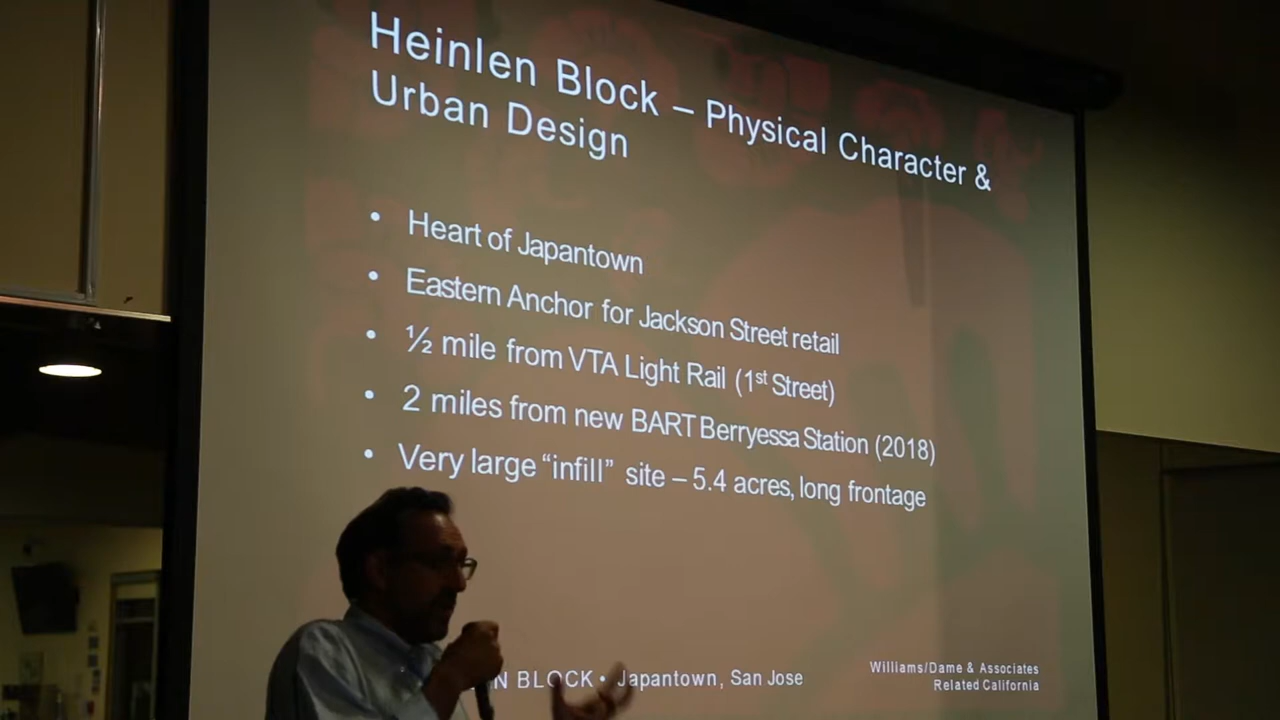 Heinlen Block – Physical Character &
Urban Design
• Heart of Japantown
• Eastern Anchor for Jackson Street retail
• ½ mile from VTA Light Rail (1st Street)
• 2 miles from new BART Berryessa Station (2018)
• Very large “infill” site – 5.4 acres, long frontage
N BLOCK • Japantown, San Jose
Williams/Dame & Associates
Related California